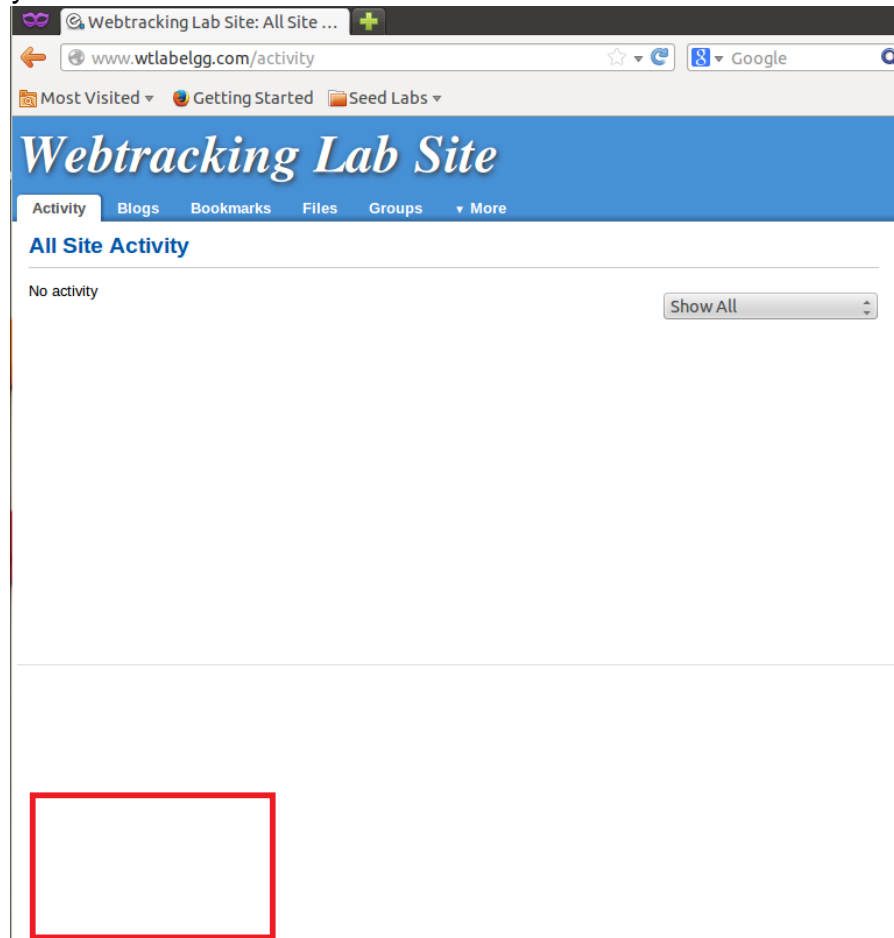 Webtracking Lab Site: All Site ...
www.wtlabelgg.com/activity
Google
Most Visited
Getting Started
Seed Labs
Webtracking Lab Site
Activity Blogs Bookmarks Files Groups More
All Site Activity
No activity
Show All